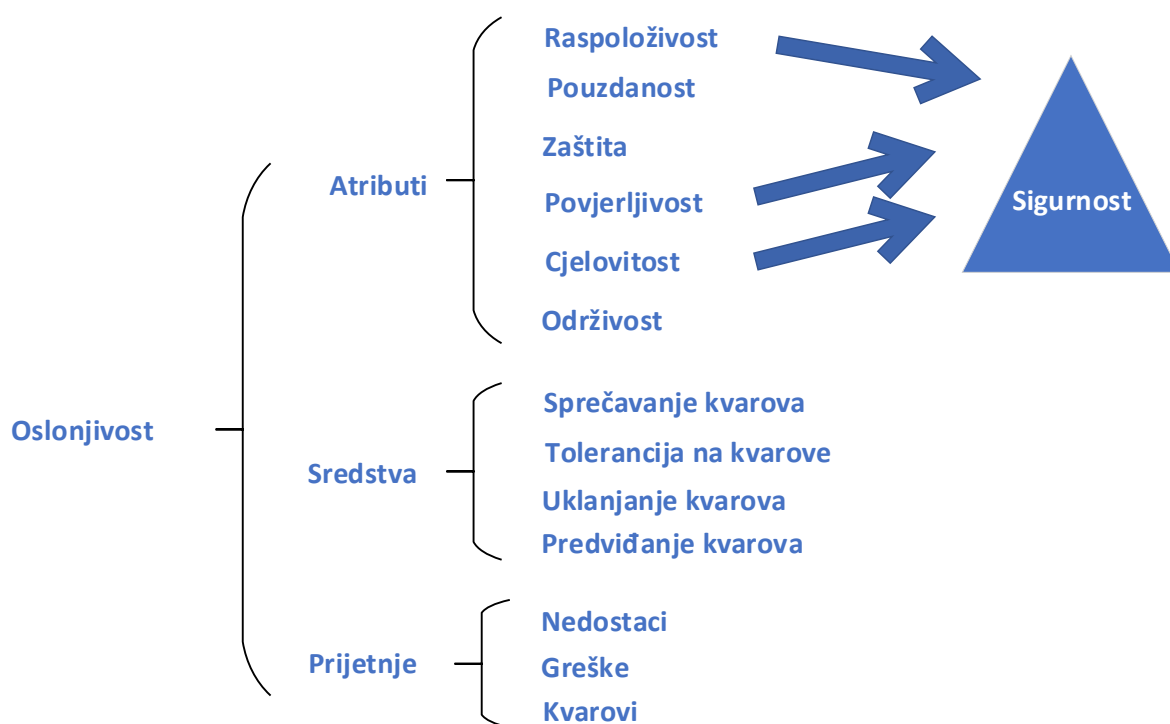 Raspoloživost
Pouzdanost
Zaštita
Atributi
Povjerljivost
Sigurnost
Cjelovitost
Održivost
Oslonjivost
Sprečavanje kvarova
Tolerancija na kvarove
Sredstva
Uklanjanje kvarova
Predviđanje kvarova
Nedostaci
Prijetnje
Greške
Kvarovi